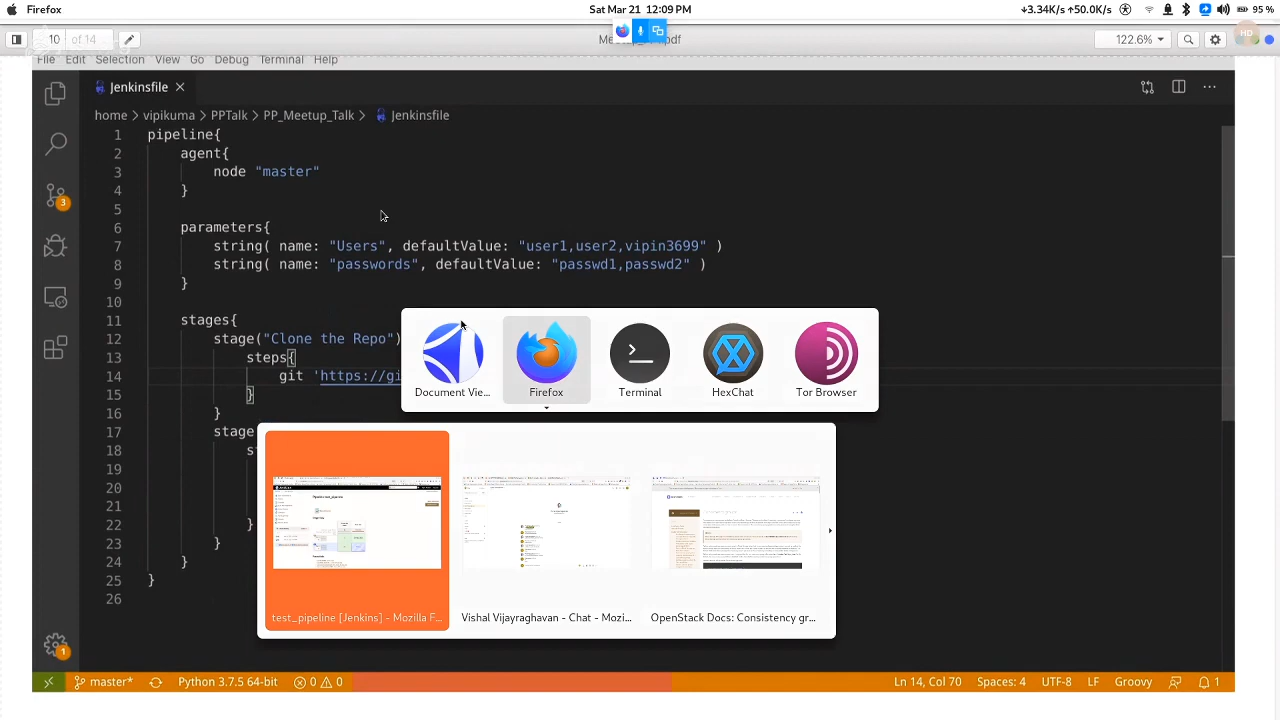 Firefox
Sat Mar 21 12:09 PM
↓3.34K/s ↑50.0K/s
95 %
10 of 14
122.6%
HD
File Edit Selection View Go Debug Terminal Help
Jenkinsfile
home > vipikuma > PPTalk > PP_Meetup_Talk > Jenkinsfile
1 pipeline{
2 agent{
3 node "master"
4 }
5
6 parameters{
7 string( name: "Users", defaultValue: "user1,user2,vipin3699" )
8 string( name: "passwords", defaultValue: "passwd1,passwd2" )
9 }
10
11 stages{
12 stage("Clone the Repo")
13 steps{
14 git 'https://gi
15 }
16 }
17 stage
18
19
20
21
22 }
23 }
24 }
25 }
26
Document Vie...
Firefox
Terminal
HexChat
Tor Browser
test_pipeline [Jenkins] - Mozilla F...
Vishal Vijayraghavan - Chat - Mozi...
OpenStack Docs: Consistency gr...
3
1
master*
Python 3.7.5 64-bit
0 0
Ln 14, Col 70
Spaces: 4
UTF-8
LF
Groovy
1